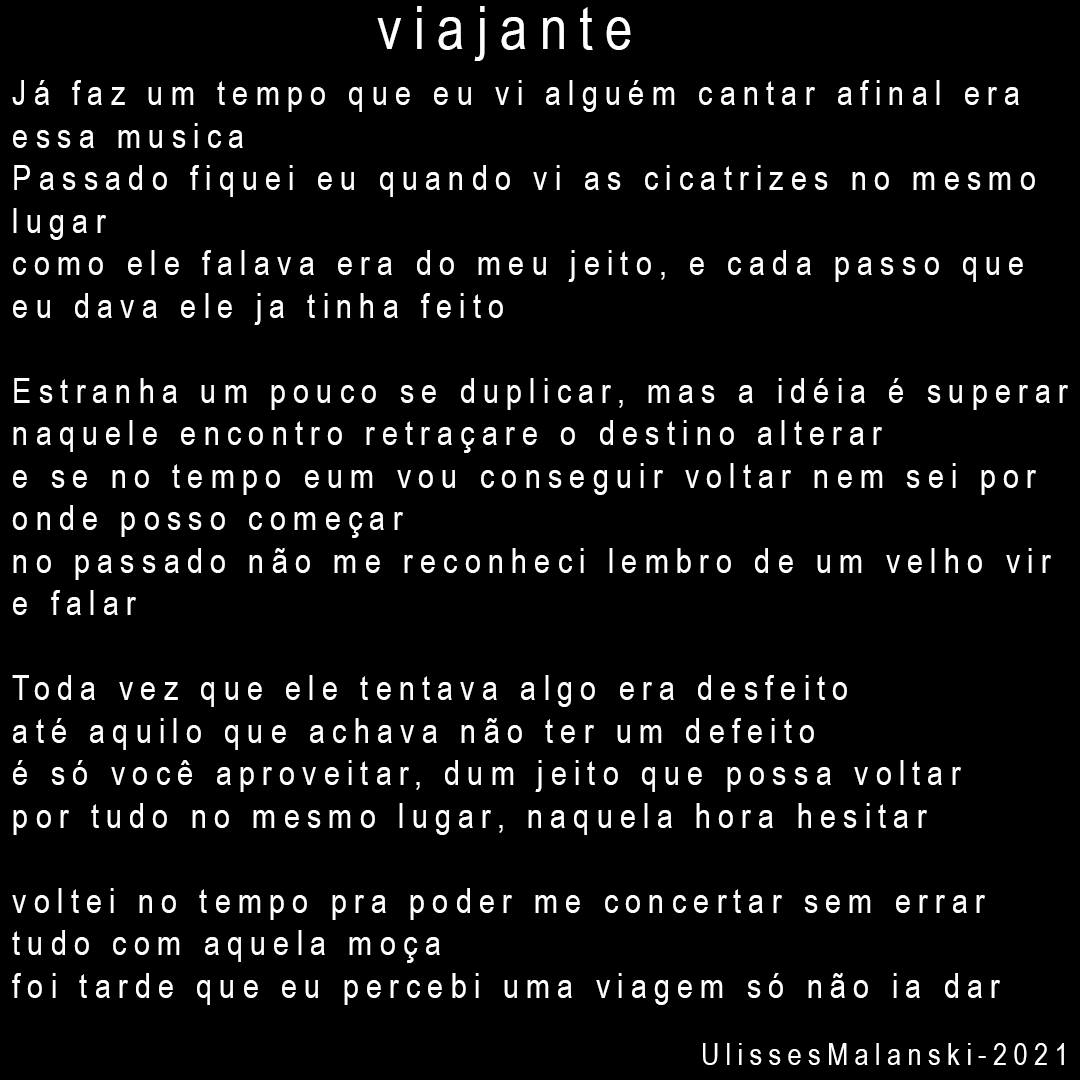 viajante
Já faz um tempo que eu vi alguém cantar afinal era
essa musica
Passado fiquei eu quando vi as cicatrizes no mesmo
lugar
como ele falava era do meu jeito, e cada passo que
eu dava ele ja tinha feito
Estranha um pouco se duplicar, mas a idéia é superar
naquele encontro retraçare o destino alterar
e se no tempo eum vou conseguir voltar nem sei por
onde posso começar
no passado não me reconheci lembro de um velho vir
e falar
Toda vez que ele tentava algo era desfeito
até aquilo que achava não ter um defeito
é só você aproveitar, dum jeito que possa voltar
por tudo no mesmo lugar, naquela hora hesitar
voltei no tempo pra poder me concertar sem errar
tudo com aquela moça
foi tarde que eu percebi uma viagem só não ia dar
UlissesMalanski-2021